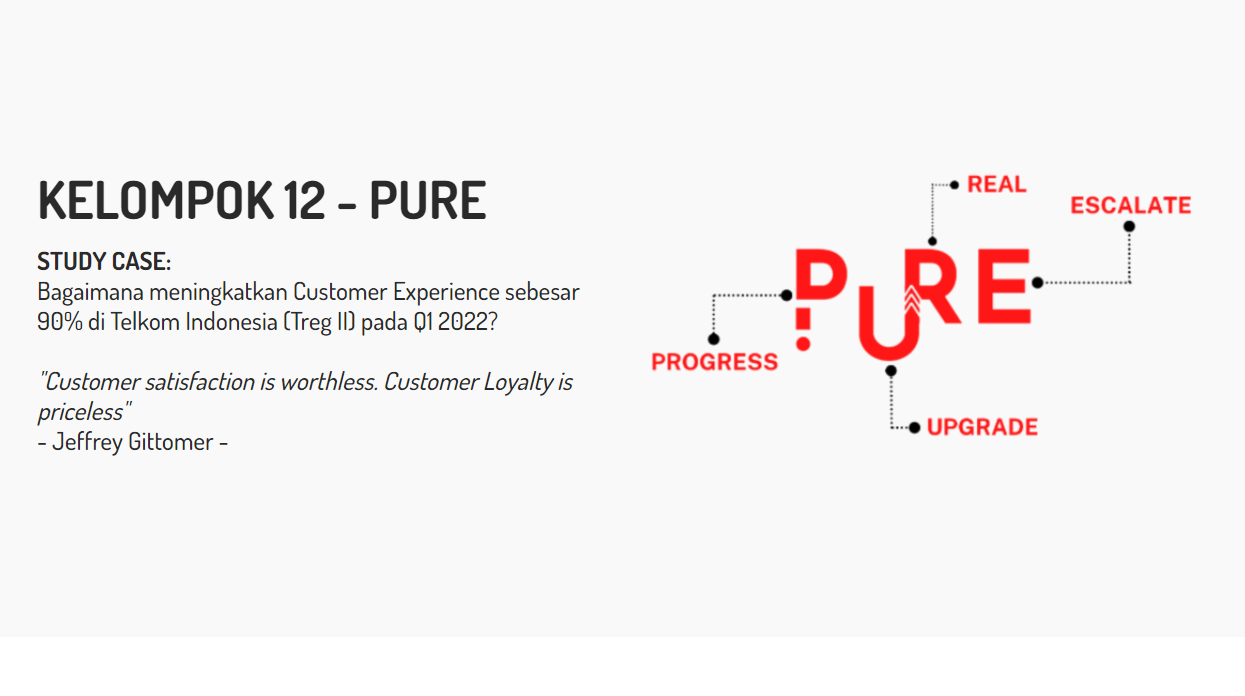 KELOMPOK 12 - PURE
STUDY CASE:
Bagaimana meningkatkan Customer Experience sebesar
90% di Telkom Indonesia (Treg II) pada Q1 2022?
"Customer satisfaction is worthless. Customer Loyalty is
priceless"
- Jeffrey Gittomer -
REAL
ESCALATE
PURE
PROGRESS
UPGRADE